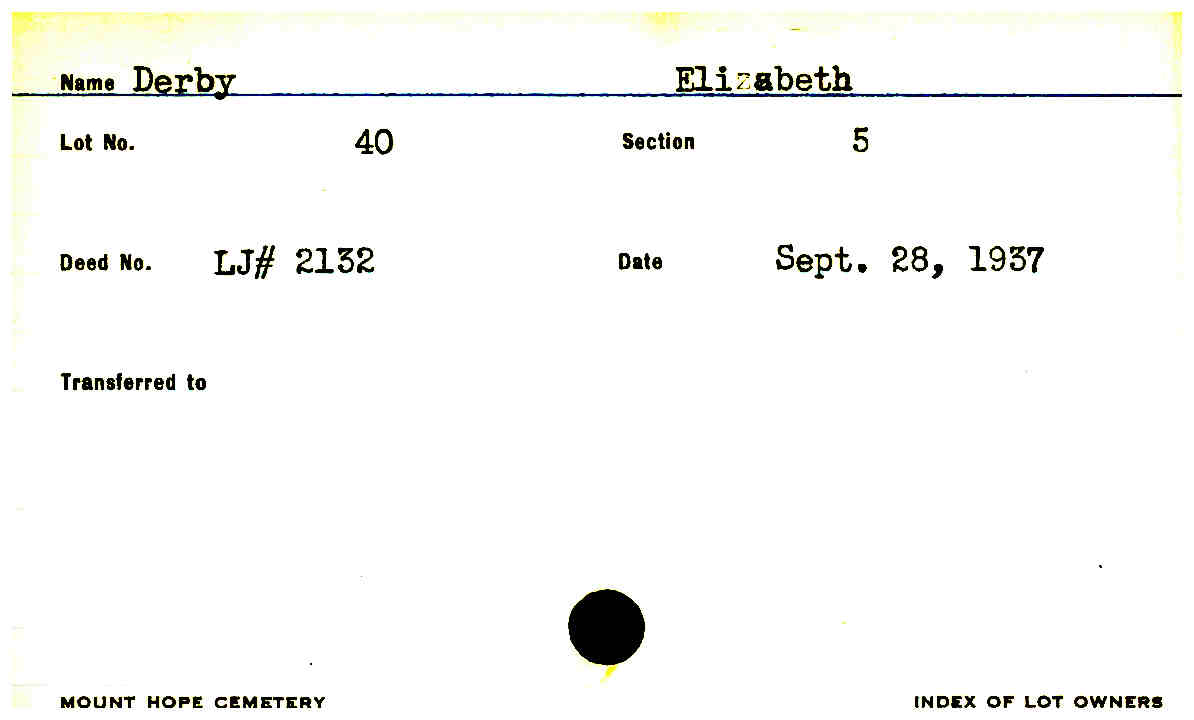 Name Derby Elizabeth
Lot No. 40 Section 5
Deed No. LJ# 2132 Date Sept. 28, 1937
Transferred to
MOUNT HOPE CEMETERY INDEX OF LOT OWNERS